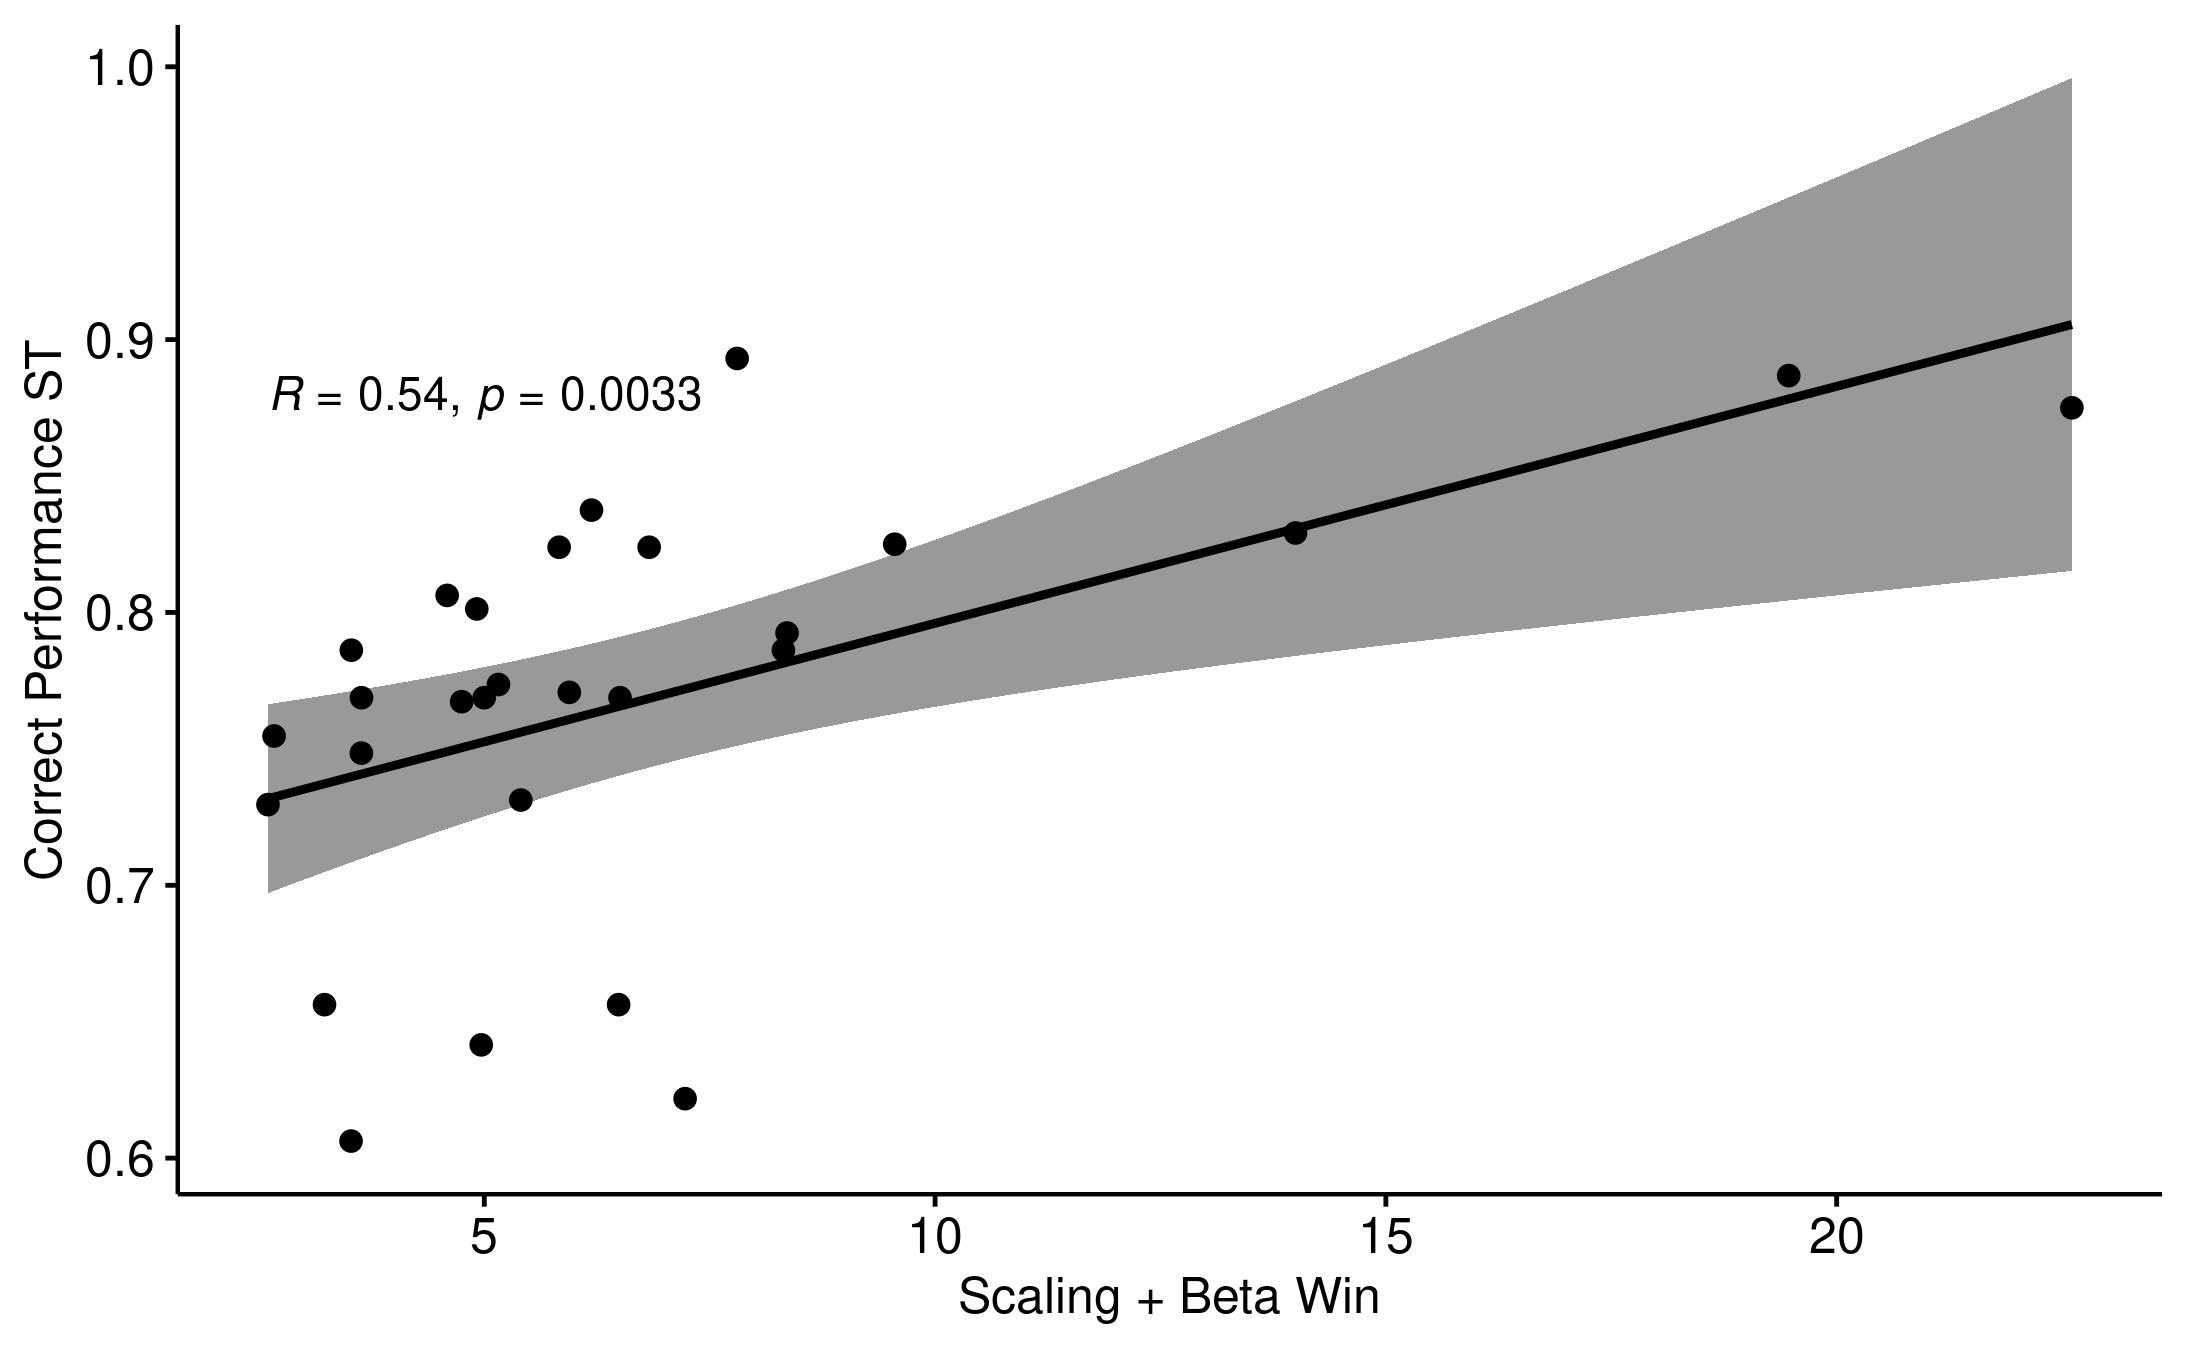 1.0
0.9
0.8
0.7
0.6
Correct Performance ST
R = 0.54, p = 0.0033
5 10 15 20
Scaling + Beta Win